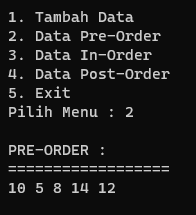 1. Tambah Data
2. Data Pre-Order
3. Data In-Order
4. Data Post-Order
5. Exit
Pilih Menu : 2
PRE-ORDER :
==================
10 5 8 14 12